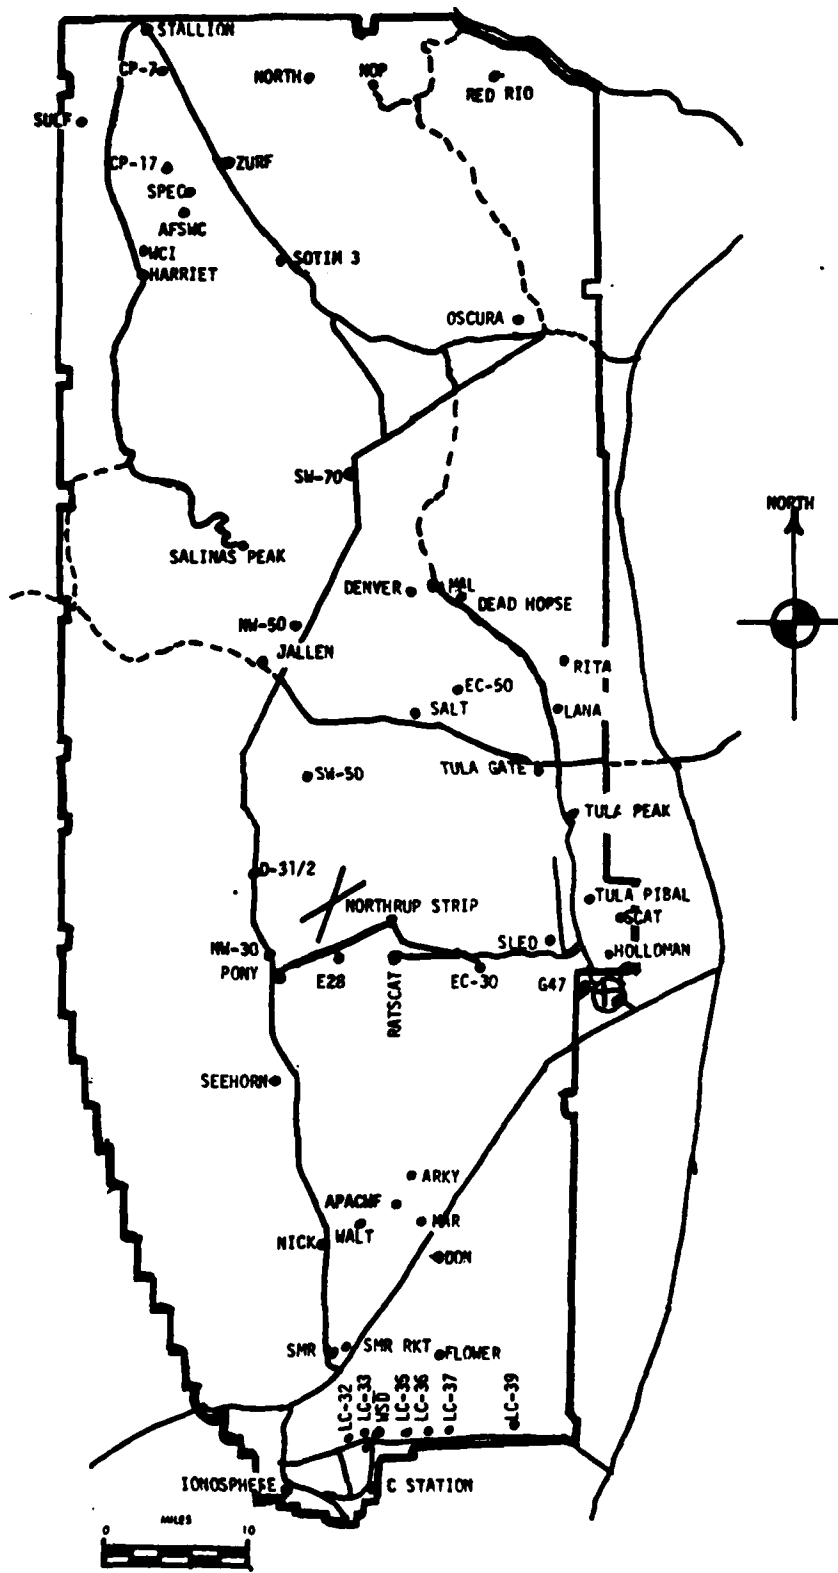 STALLION
CP-7
NORTH
NOP
RED RIO
SULF
CP-17
ZURF
SPEC
AFSWC
WCI
HARRIET
SOTIM 3
OSCURA
SW-70
NORTH
SALINAS PEAK
DENVER
MAL
DEAD HORSE
NW-50
JALLEN
RITA
EC-50
SALT
LANA
SW-50
TULA GATE
TULA PEAK
D-31/2
NORTHRUP STRIP
TULA PIBAL
SCAT
NW-30
SLED
HOLLOMAN
PONY
E28
RATSCAT
EC-30
G47
SEEHORN
ARKY
APACHE
MAR
NICK
WALT
DON
SMR
SMR RKT
FLOWER
LC-32
LC-33
WSD
LC-35
LC-36
LC-37
LC-39
IONOSPHERE
C STATION
0 MILES 10